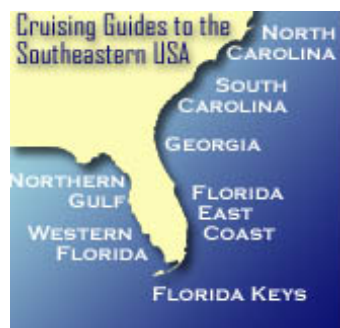 Cruising Guides to the
Southeastern USA
NORTH
CAROLINA
SOUTH
CAROLINA
GEORGIA
NORTHERN
GULF
FLORIDA
EAST
COAST
WESTERN
FLORIDA
FLORIDA KEYS